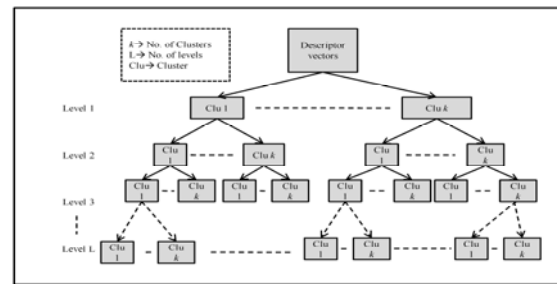 k→ No. of Clusters
L→ No. of levels
Clu→ Cluster
Descriptor
vectors
Level 1
Clu 1
Clu k
Level 2
Clu
1
Clu k
Clu
1
Clu
k
Level 3
Clu
1
Clu
k
Clu
1
Clu
k
Clu
1
Clu
k
Clu
1
Clu
k
Level L
Clu
1
Clu
k
Clu
1
Clu
k
Clu
1
Clu
k